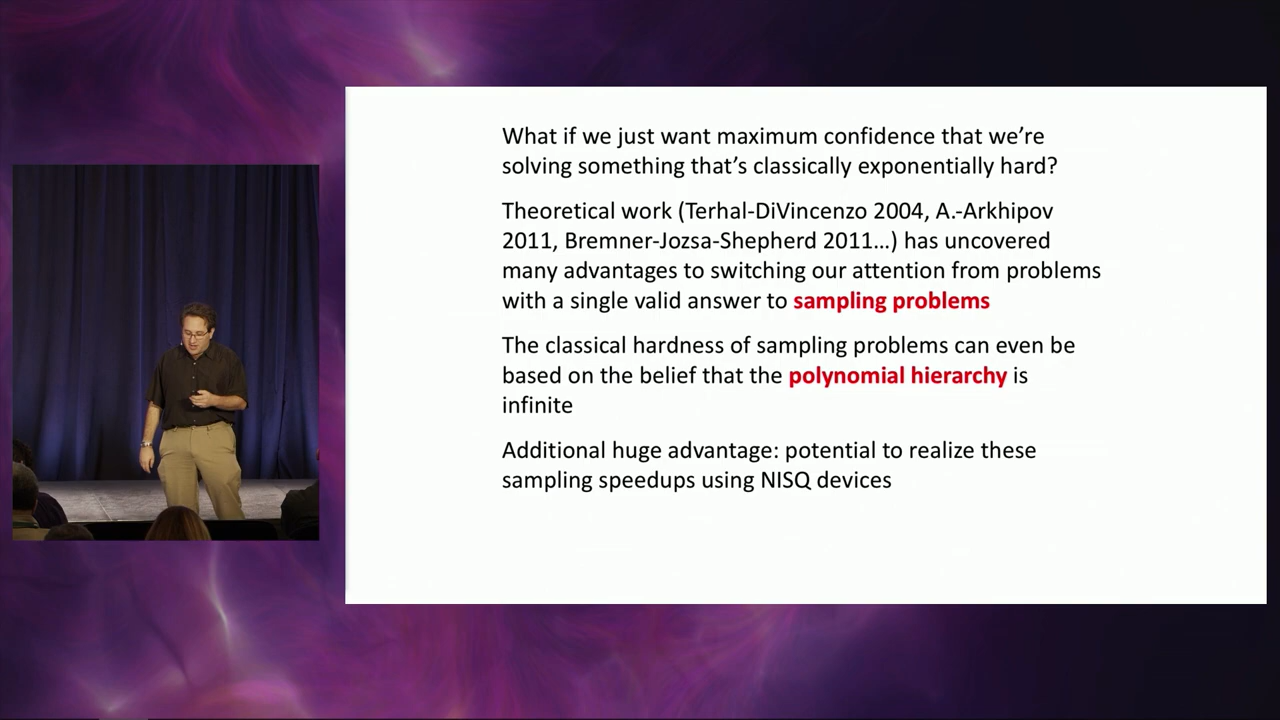 What if we just want maximum confidence that we’re
solving something that’s classically exponentially hard?
Theoretical work (Terhal-DiVincenzo 2004, A.-Arkhipov
2011, Bremner-Jozsa-Shepherd 2011…) has uncovered
many advantages to switching our attention from problems
with a single valid answer to sampling problems
The classical hardness of sampling problems can even be
based on the belief that the polynomial hierarchy is
infinite
Additional huge advantage: potential to realize these
sampling speedups using NISQ devices